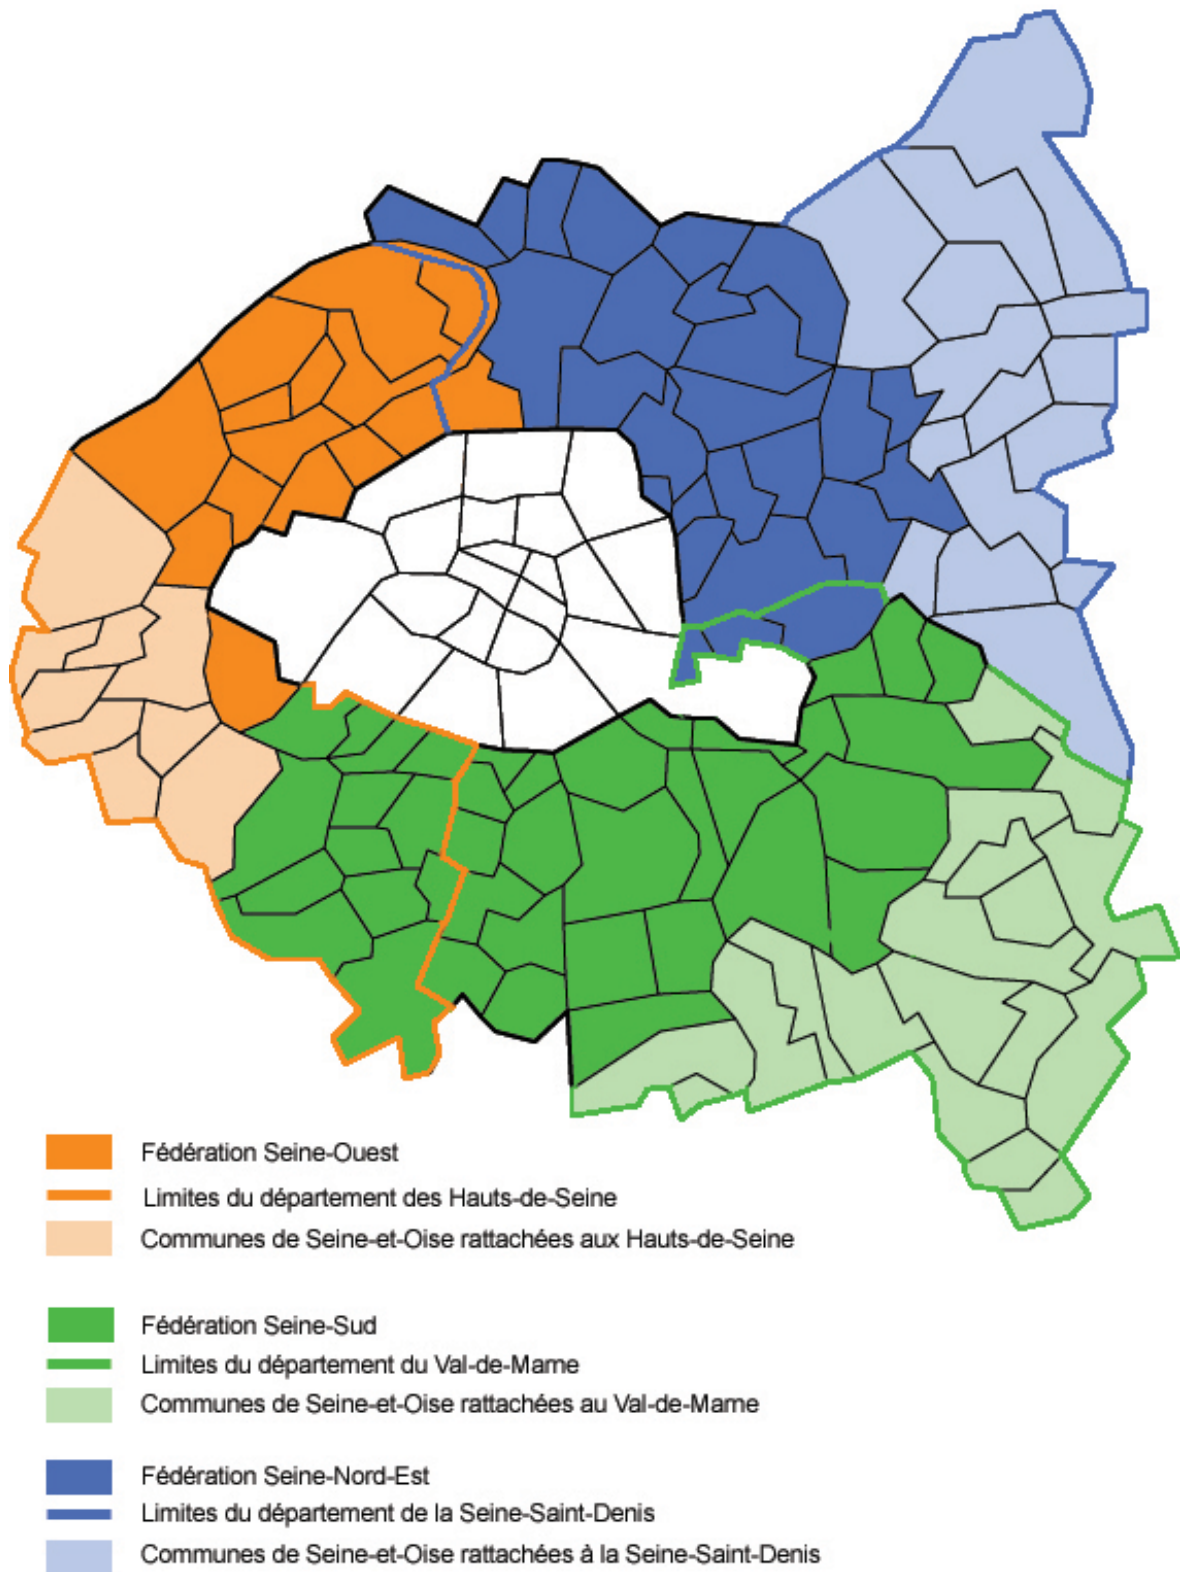 Fédération Seine-Ouest
Limites du département des Hauts-de-Seine
Communes de Seine-et-Oise rattachées aux Hauts-de-Seine
Fédération Seine-Sud
Limites du département du Val-de-Marne
Communes de Seine-et-Oise rattachées au Val-de-Marne
Fédération Seine-Nord-Est
Limites du département de la Seine-Saint-Denis
Communes de Seine-et-Oise rattachées à la Seine-Saint-Denis